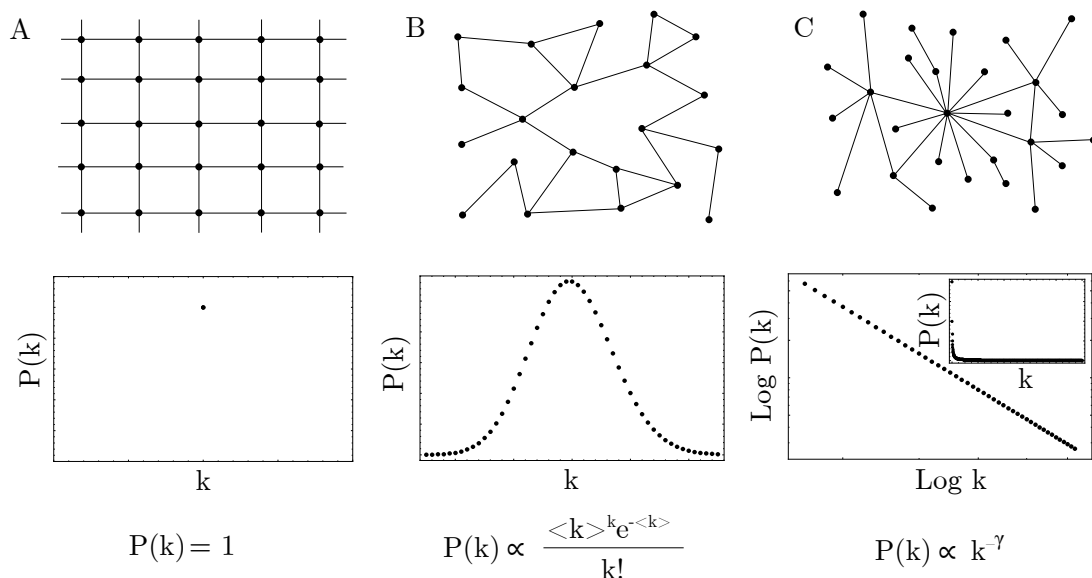 A
B
C
P(k)
k
P(k)
k
Log P(k)
Log k
P(k)
k
P(k) = 1
P(k) ∝ <k>^k e^-<k> / k!
P(k) ∝ k^-γ